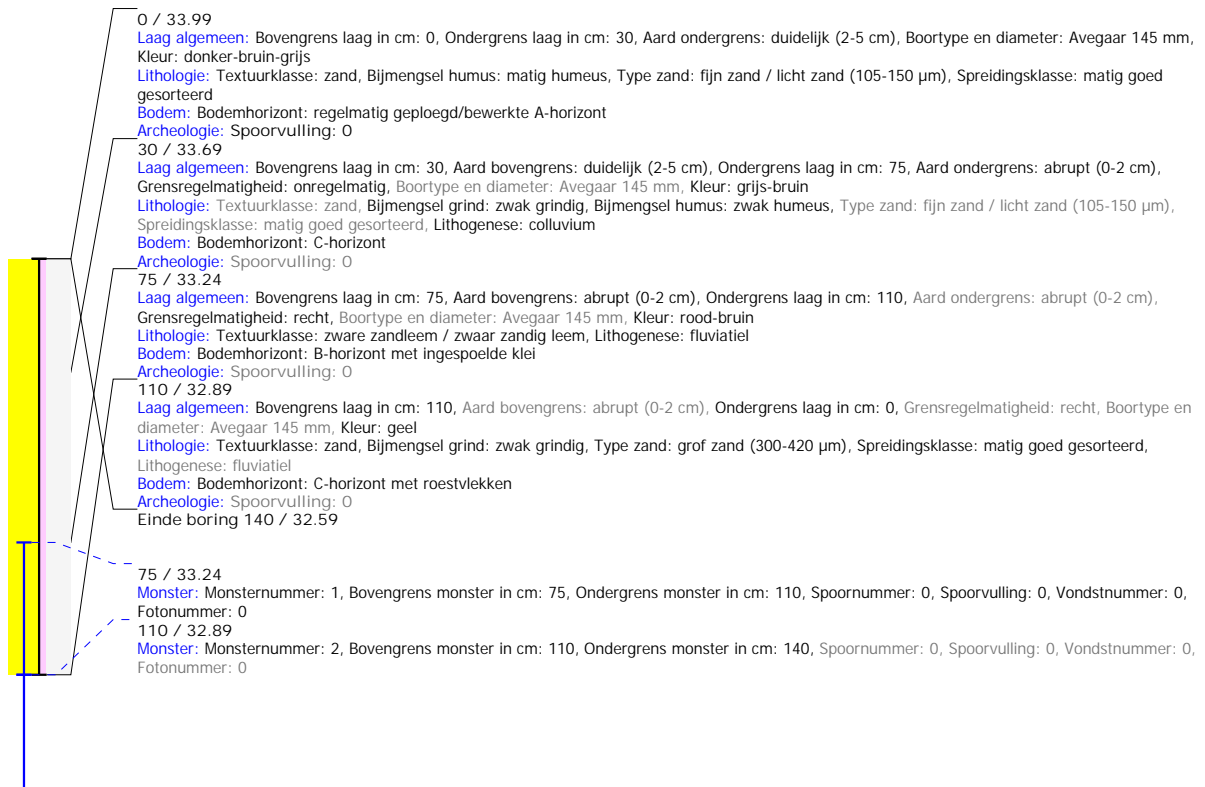 0 / 33.99
Laag algemeen: Bovengrens laag in cm: 0, Ondergrens laag in cm: 30, Aard ondergrens: duidelijk (2-5 cm), Boortype en diameter: Avegaar 145 mm,
Kleur: donker-bruin-grijs
Lithologie: Textuurklasse: zand, Bijmengsel humus: matig humeus, Type zand: fijn zand / licht zand (105-150 µm), Spreidingsklasse: matig goed
gesorteerd
Bodem: Bodemhorizont: regelmatig geploegd/bewerkte A-horizont
Archeologie: Spoorvulling: 0
30 / 33.69
Laag algemeen: Bovengrens laag in cm: 30, Aard bovengrens: duidelijk (2-5 cm), Ondergrens laag in cm: 75, Aard ondergrens: abrupt (0-2 cm),
Grensregelmatigheid: onregelmatig, Boortype en diameter: Avegaar 145 mm, Kleur: grijs-bruin
Lithologie: Textuurklasse: zand, Bijmengsel grind: zwak grindig, Bijmengsel humus: zwak humeus, Type zand: fijn zand / licht zand (105-150 µm),
Spreidingsklasse: matig goed gesorteerd, Lithogenese: colluvium
Bodem: Bodemhorizont: C-horizont
Archeologie: Spoorvulling: 0
75 / 33.24
Laag algemeen: Bovengrens laag in cm: 75, Aard bovengrens: abrupt (0-2 cm), Ondergrens laag in cm: 110, Aard ondergrens: abrupt (0-2 cm),
Grensregelmatigheid: recht, Boortype en diameter: Avegaar 145 mm, Kleur: rood-bruin
Lithologie: Textuurklasse: zware zandleem / zwaar zandig leem, Lithogenese: fluviatiel
Bodem: Bodemhorizont: B-horizont met ingespoelde klei
Archeologie: Spoorvulling: 0
110 / 32.89
Laag algemeen: Bovengrens laag in cm: 110, Aard bovengrens: abrupt (0-2 cm), Ondergrens laag in cm: 0, Grensregelmatigheid: recht, Boortype en
diameter: Avegaar 145 mm, Kleur: geel
Lithologie: Textuurklasse: zand, Bijmengsel grind: zwak grindig, Type zand: grof zand (300-420 µm), Spreidingsklasse: matig goed gesorteerd,
Lithogenese: fluviatiel
Bodem: Bodemhorizont: C-horizont met roestvlekken
Archeologie: Spoorvulling: 0
Einde boring 140 / 32.59
75 / 33.24
Monster: Monsternummer: 1, Bovengrens monster in cm: 75, Ondergrens monster in cm: 110, Spoornummer: 0, Spoorvulling: 0, Vondstnummer: 0,
Fotonummer: 0
110 / 32.89
Monster: Monsternummer: 2, Bovengrens monster in cm: 110, Ondergrens monster in cm: 140, Spoornummer: 0, Spoorvulling: 0, Vondstnummer: 0,
Fotonummer: 0